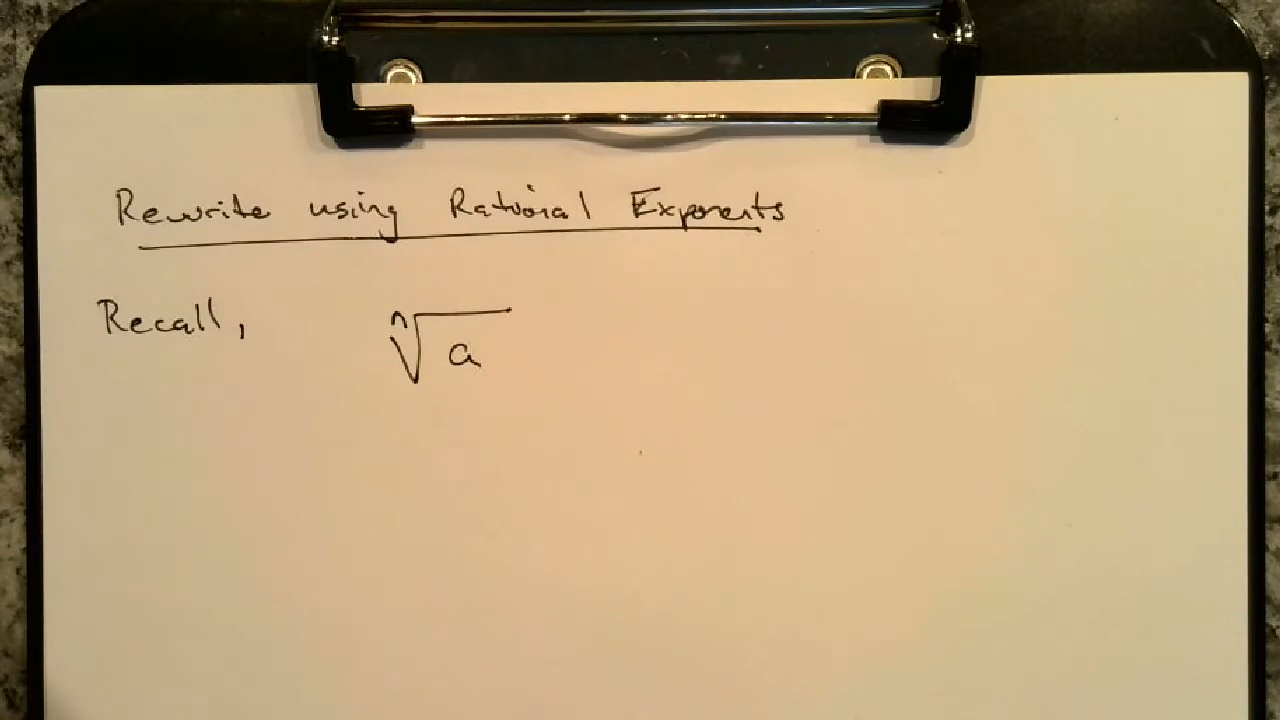 Rewrite using Rational Exponents
Recall, ⁿ√a